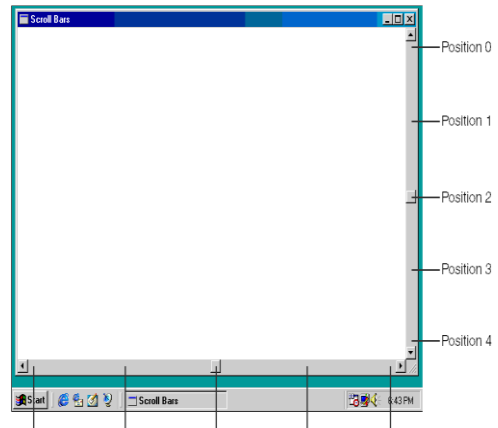 Scroll Bars
Position 0
Position 1
Position 2
Position 3
Position 4
Start
Scroll Bars
6:43 PM